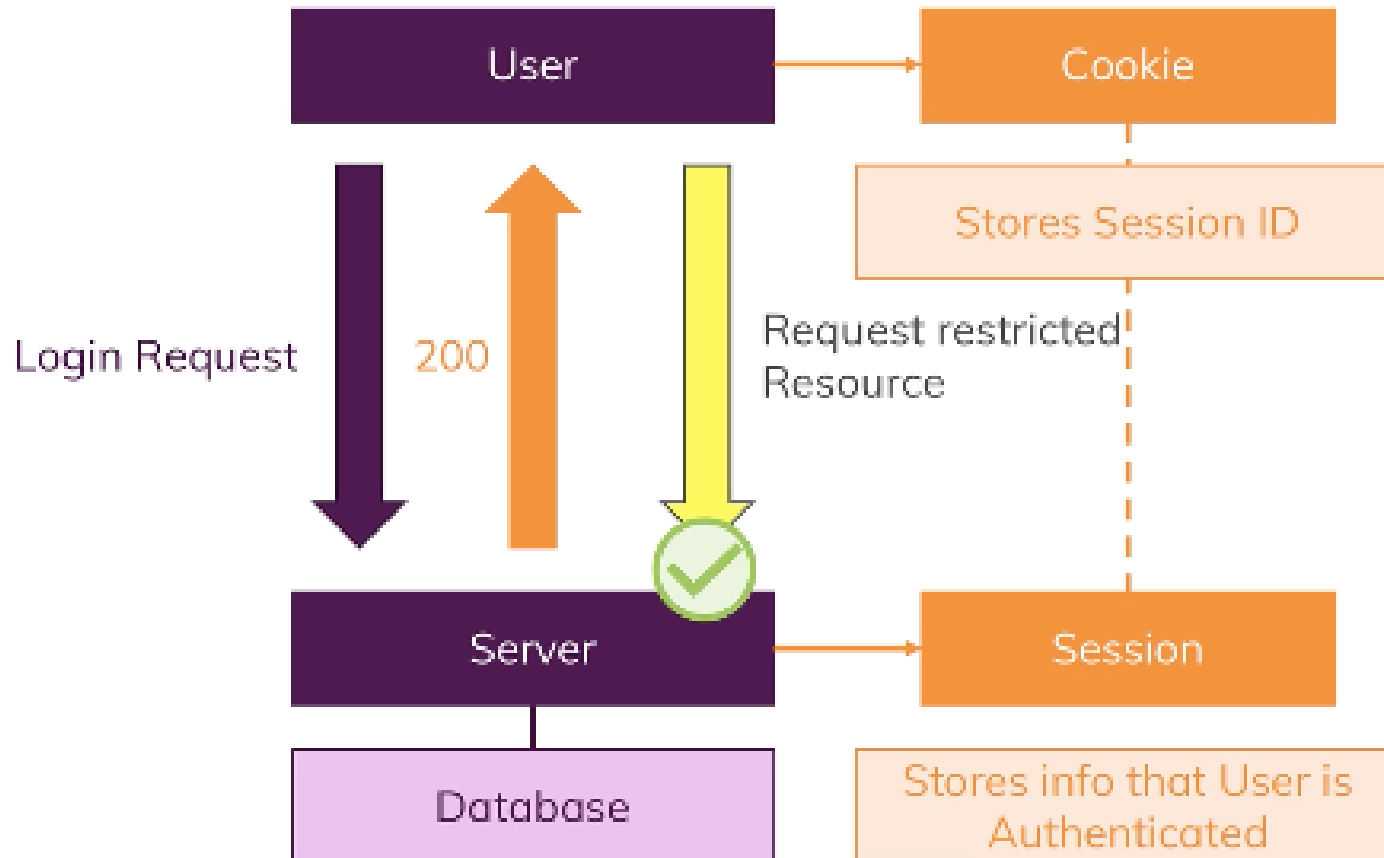 User
Cookie
Stores Session ID
Login Request
200
Request restricted
Resource
Server
Session
Database
Stores info that User is
Authenticated